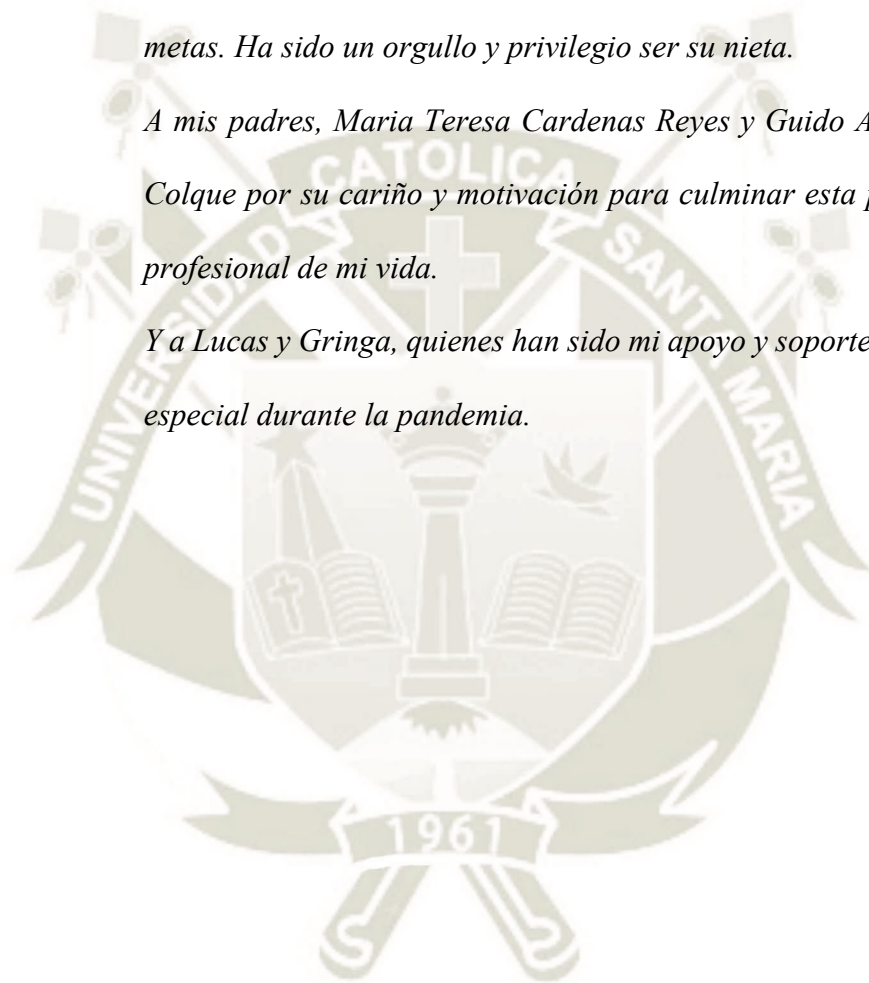 metas. Ha sido un orgullo y privilegio ser su nieta.
A mis padres, Maria Teresa Cardenas Reyes y Guido A
Colque por su cariño y motivación para culminar esta p
profesional de mi vida.
Y a Lucas y Gringa, quienes han sido mi apoyo y soporte
especial durante la pandemia.
UNIVERSIDAD CATOLICA SANTA MARIA
1961